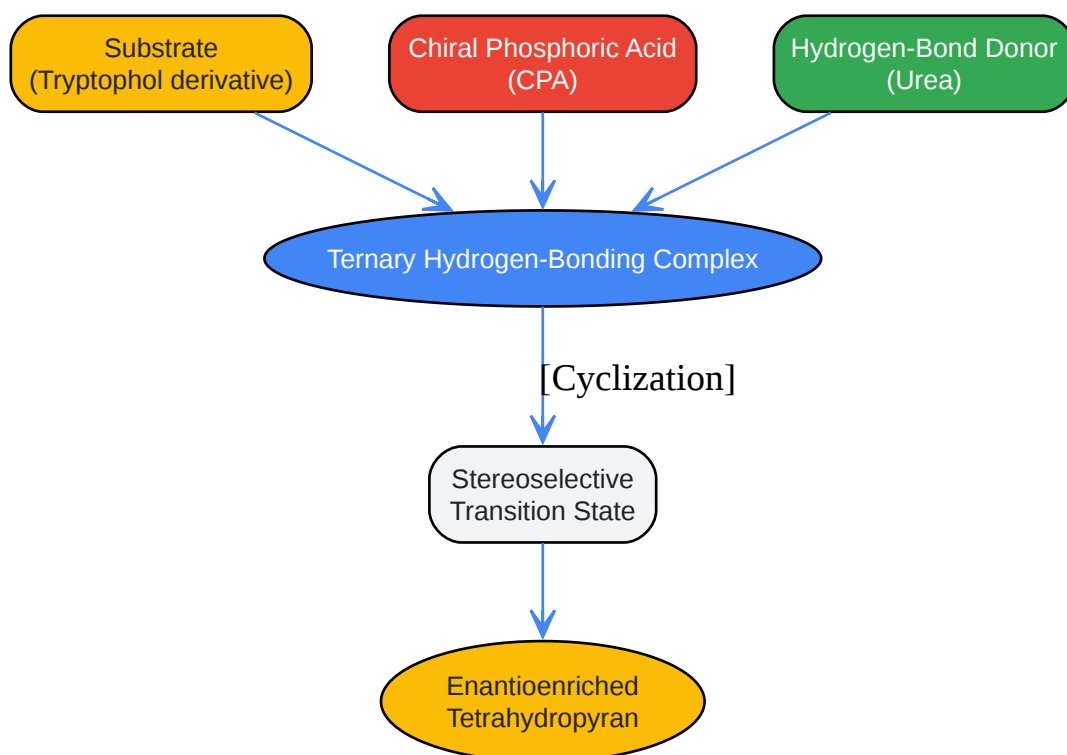 Substrate
(Tryptophol derivative)
Chiral Phosphoric Acid
(CPA)
Hydrogen-Bond Donor
(Urea)
Ternary Hydrogen-Bonding Complex
[Cyclization]
Stereoselective
Transition State
Enantioenriched
Tetrahydropyran